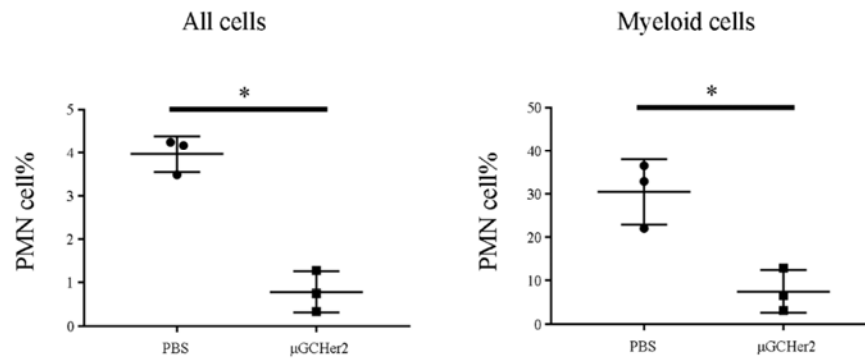 All cells
*
5
4
3
2
1
0
PMN cell%
PBS
μGCHer2
Myeloid cells
*
50
40
30
20
10
0
PMN cell%
PBS
μGCHer2